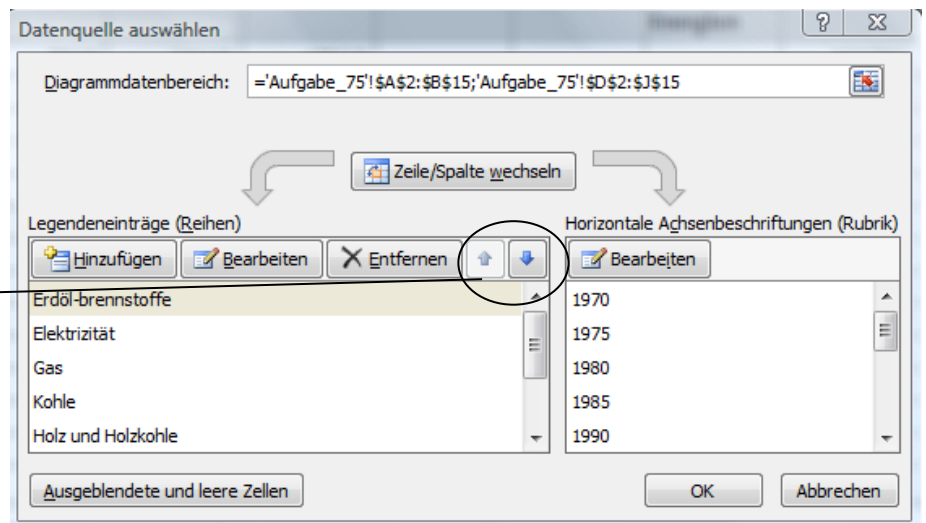 Datenquelle auswählen
Diagrammdatenbereich: ='Aufgabe_75'!$A$2:$B$15;'Aufgabe_75'!$D$2:$J$15
Zeile/Spalte wechseln
Legendeneinträge (Reihen)
Horizontale Achsenbeschriftungen (Rubrik)
Hinzufügen Bearbeiten Entfernen
Bearbeiten
Erdöl-brennstoffe
Elektrizität
Gas
Kohle
Holz und Holzkohle
1970
1975
1980
1985
1990
Ausgeblendete und leere Zellen
OK Abbrechen